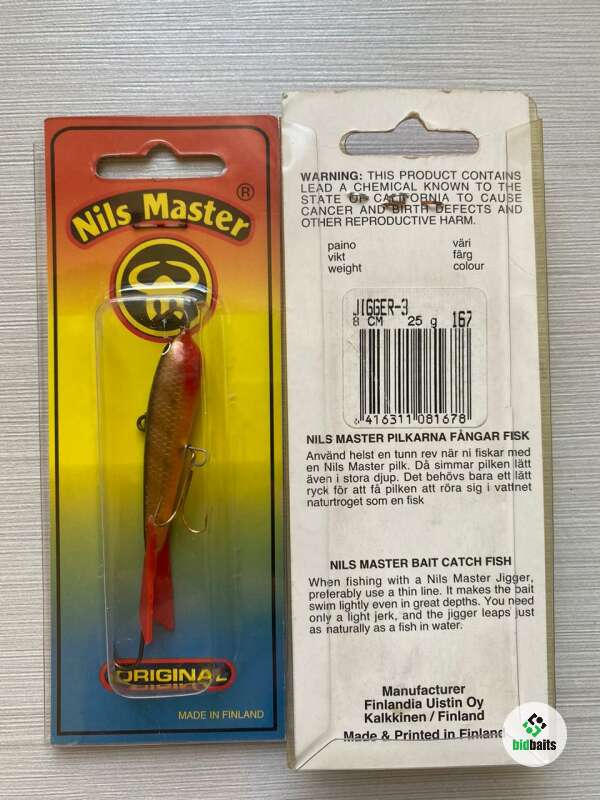 Nils Master ®
ORIGINAL
MADE IN FINLAND
WARNING: THIS PRODUCT CONTAINS
LEAD A CHEMICAL KNOWN TO THE
STATE OF CALIFORNIA TO CAUSE
CANCER AND BIRTH DEFECTS AND
OTHER REPRODUCTIVE HARM.
paino väri
vikt färg
weight colour
JIGGER-3
8 CM 25 g 167
6 416311 081678
NILS MASTER PILKARNA FÅNGAR FISK
Använd helst en tunn rev när ni fiskar med
en Nils Master pilk. Då simmar pilken lätt
även i stora djup. Det behövs bara ett lätt
ryck för att få pilken att röra sig i vattnet
naturtroget som en fisk
NILS MASTER BAIT CATCH FISH
When fishing with a Nils Master Jigger,
preferably use a thin line. It makes the bait
swim lightly even in great depths. You need
only a light jerk, and the jigger leaps just
as naturally as a fish in water.
Manufacturer
Finlandia Uistin Oy
Kalkkinen / Finland
Made & Printed in Finland
bidbaits